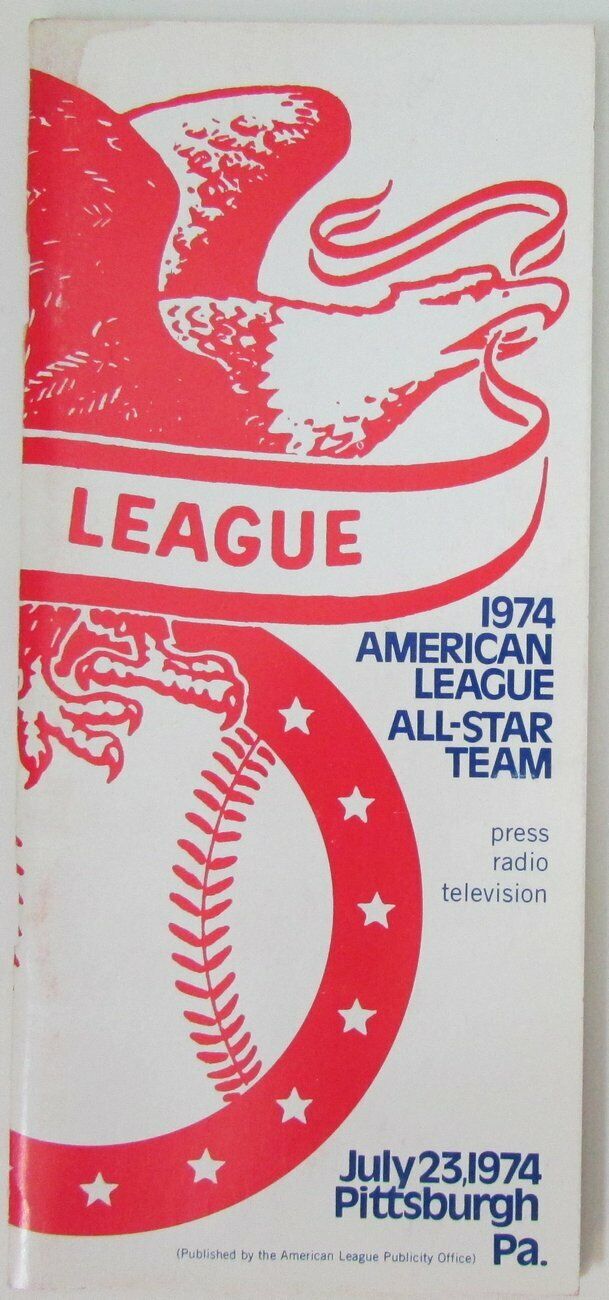 LEAGUE
1974
AMERICAN
LEAGUE
ALL-STAR
TEAM
press
radio
television
July 23,1974
Pittsburgh
Pa.
(Published by the American League Publicity Office)